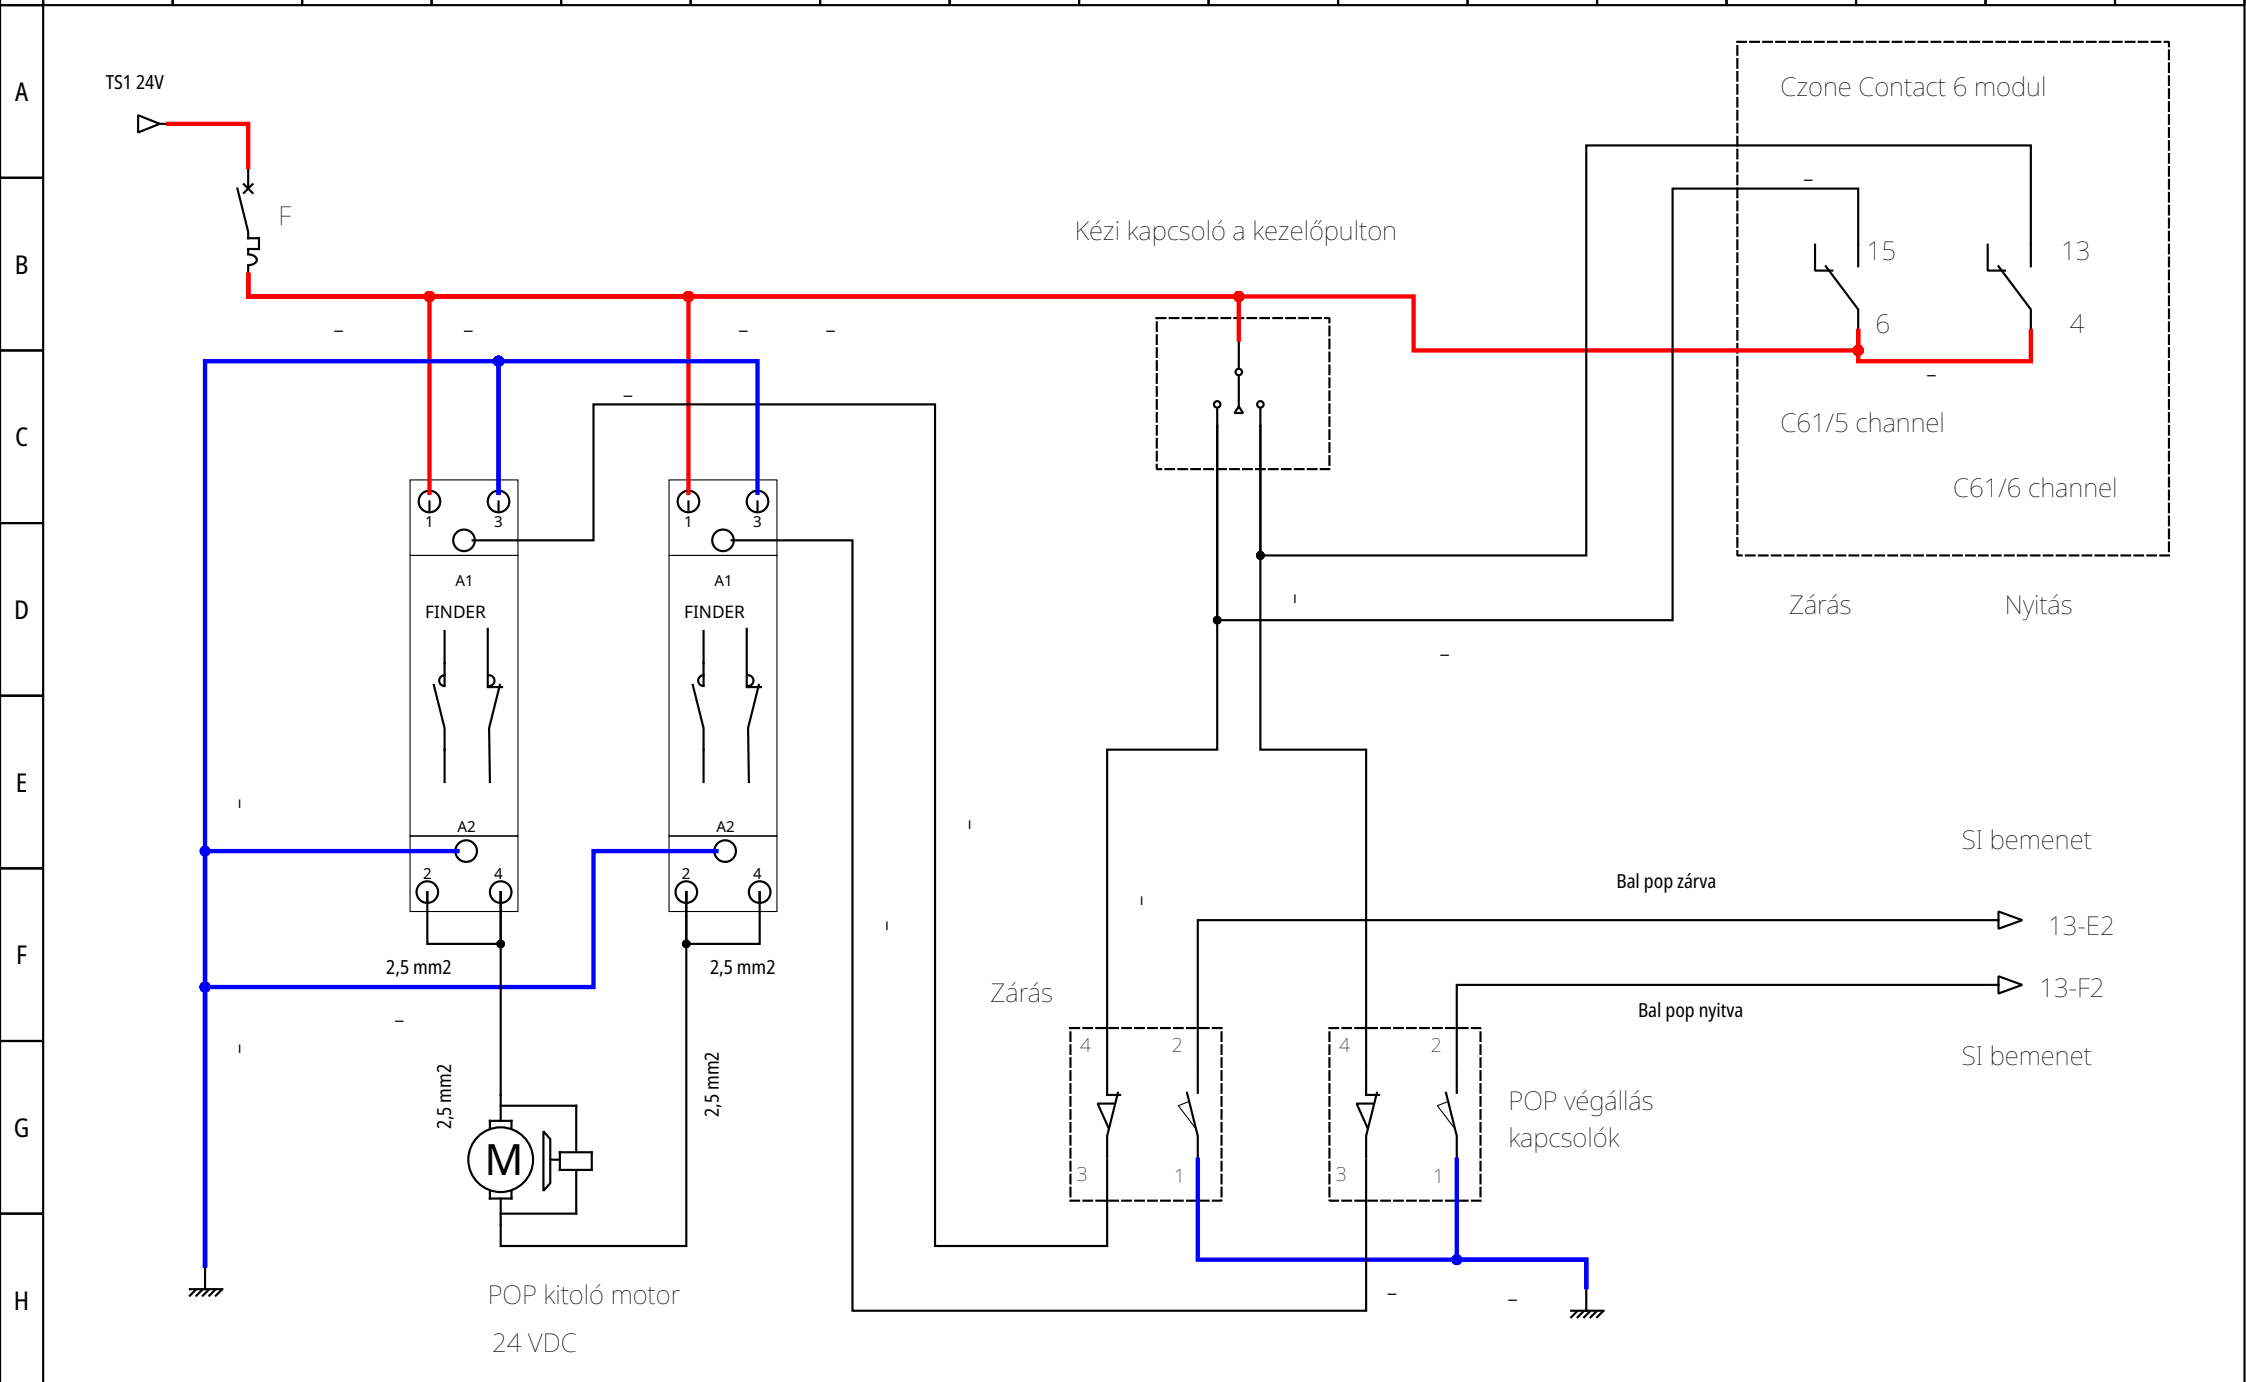 A
TS1 24V
Czone Contact 6 modul
B
F
Kézi kapcsoló a kezelőpulton
15
13
6
4
C
C61/5 channel
C61/6 channel
1
3
1
3
D
A1
A1
FINDER
FINDER
Zárás
Nyitás
E
A2
A2
SI bemenet
2
4
2
4
Bal pop zárva
13-E2
F
2,5 mm2
2,5 mm2
Zárás
13-F2
Bal pop nyitva
4
2
4
2
SI bemenet
2,5 mm2
2,5 mm2
POP végállás
kapcsolók
G
M
3
1
3
1
H
POP kitoló motor
24 VDC